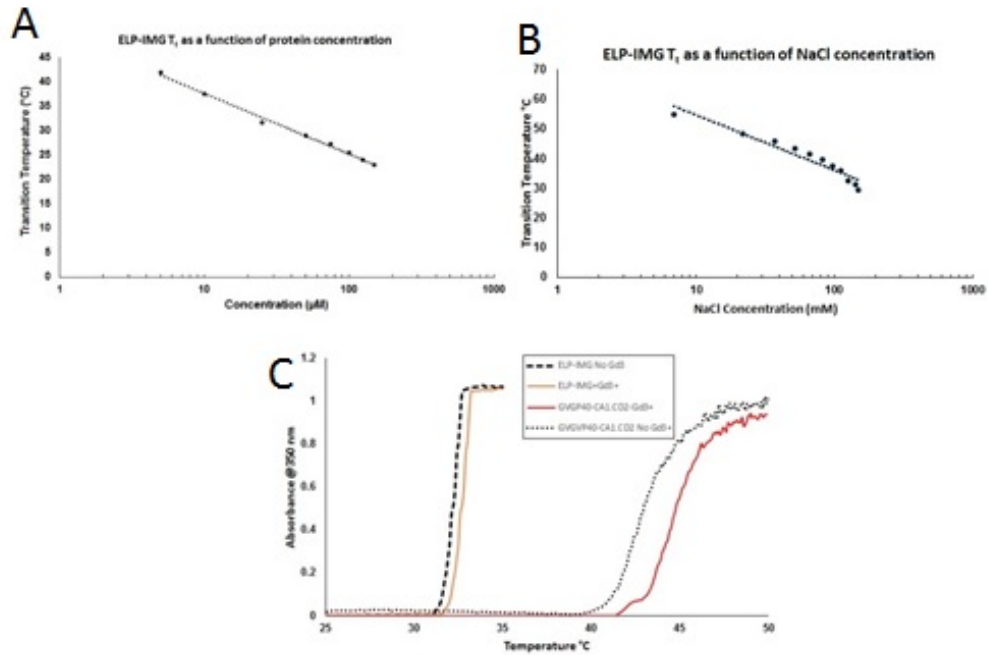 A
ELP-IMG Tt as a function of protein concentration
45
40
35
30
25
20
15
10
5
0
Transition Temperature (°C)
1
10
100
1000
Concentration (µM)
B
ELP-IMG Tt as a function of NaCl concentration
70
60
50
40
30
20
10
0
Transition Temperature °C
1
10
100
1000
NaCl Concentration (mM)
C
1.2
1
0.8
0.6
0.4
0.2
0
Absorbance @350 nm
ELP-IMG No Gd3
ELP-IMG+Gd3+
GVGP40-CA1.CD2-Gd3+
GVGVP40-CA1.CD2 No Gd3+
25
30
35
40
45
50
Temperature °C